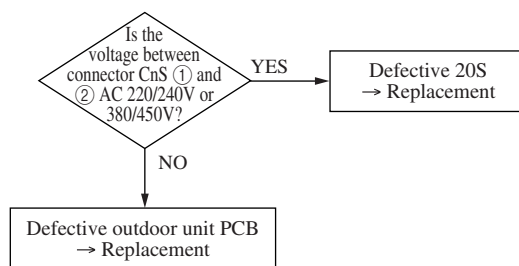 Is the
voltage between
connector CnS ① and
② AC 220/240V or
380/450V?
YES
Defective 20S
→ Replacement
NO
Defective outdoor unit PCB
→ Replacement